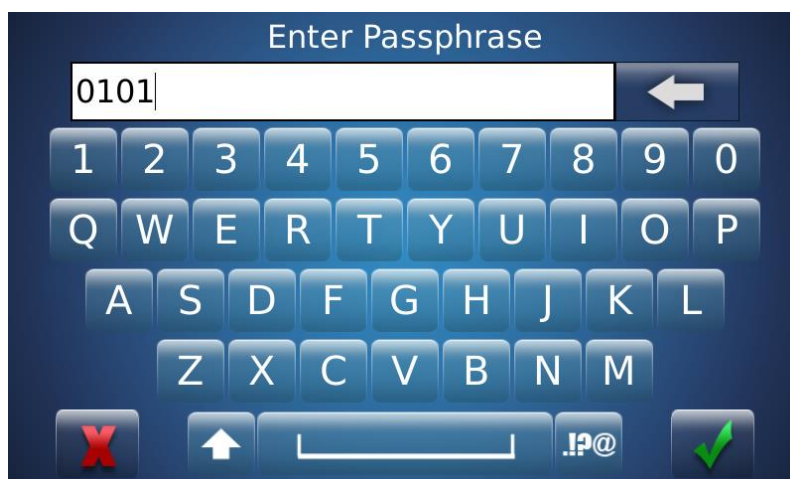 Enter Passphrase
0101
1 2 3 4 5 6 7 8 9 0
Q W E R T Y U I O P
A S D F G H J K L
Z X C V B N M
.!?@